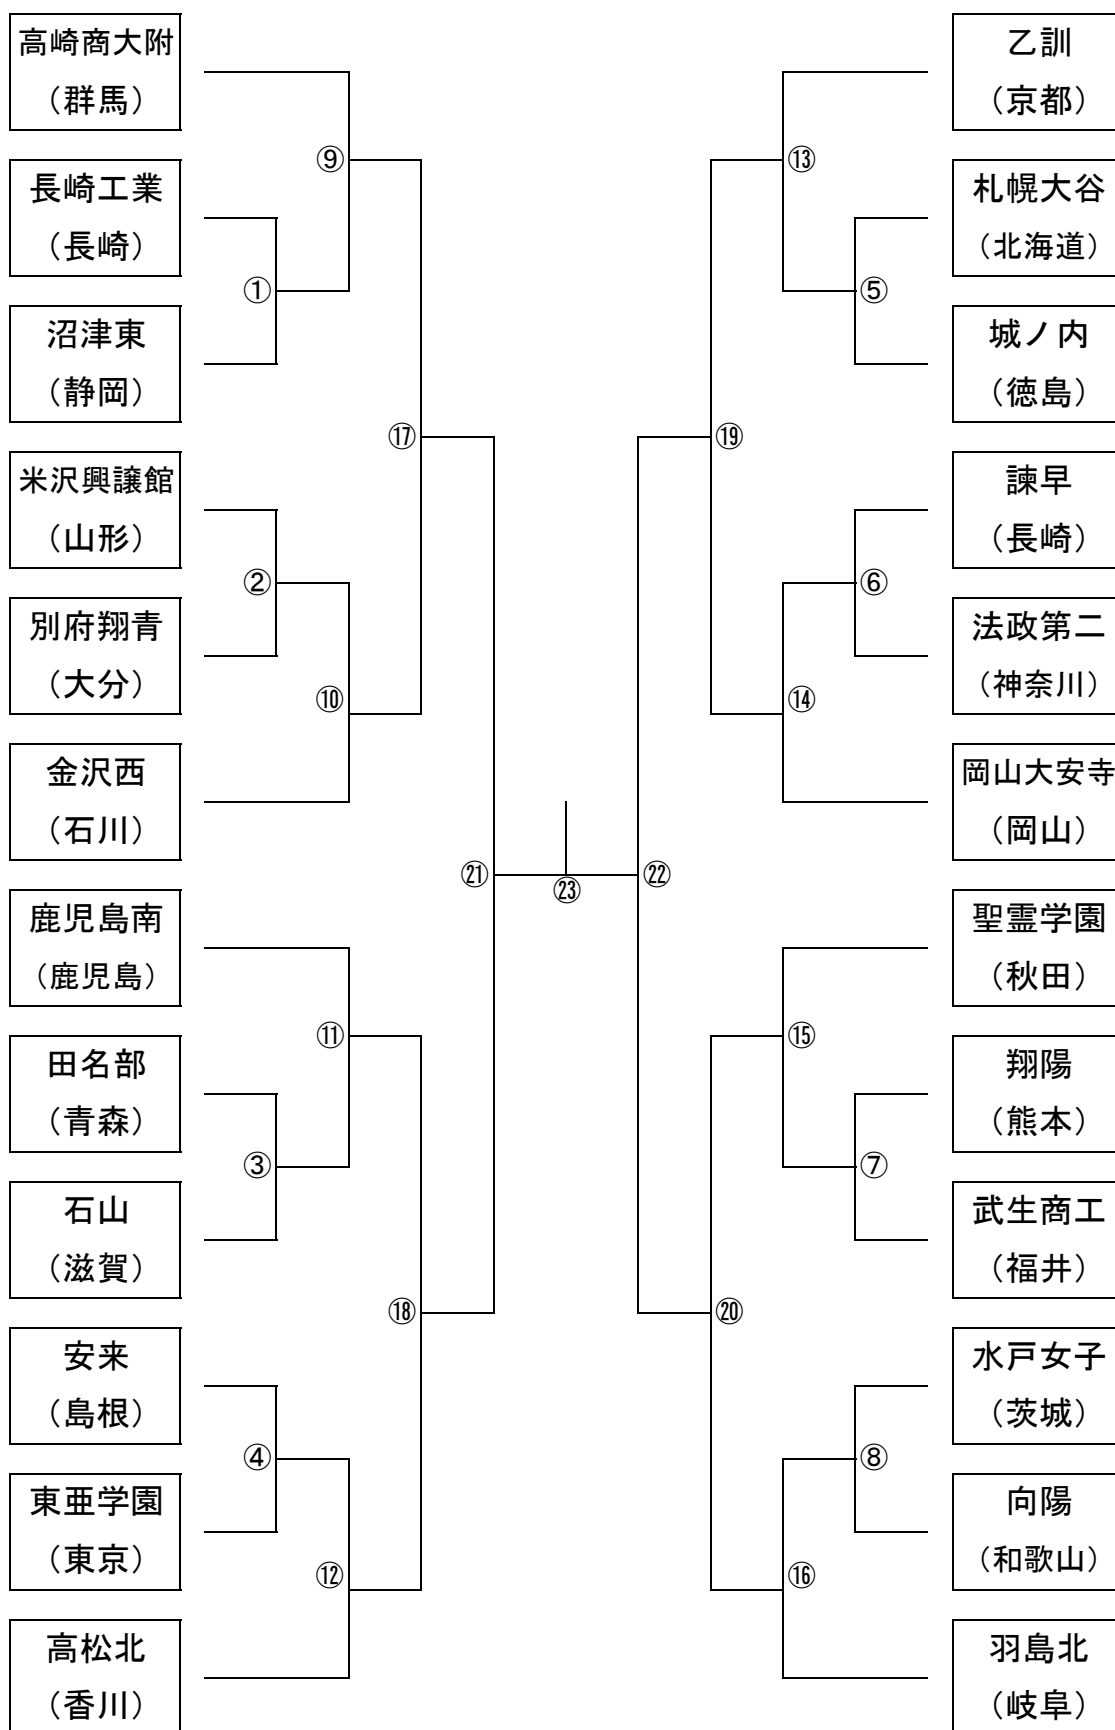 高崎商大附
（群馬）
長崎工業
（長崎）
沼津東
（静岡）
米沢興譲館
（山形）
別府翔青
（大分）
金沢西
（石川）
鹿児島南
（鹿児島）
田名部
（青森）
石山
（滋賀）
安来
（島根）
東亜学園
（東京）
高松北
（香川）
①
②
③
④
⑨
⑩
⑪
⑫
⑰
⑱
㉑
㉓
㉒
⑲
⑳
⑬
⑭
⑮
⑯
⑤
⑥
⑦
⑧
乙訓
（京都）
札幌大谷
（北海道）
城ノ内
（徳島）
諫早
（長崎）
法政第二
（神奈川）
岡山大安寺
（岡山）
聖霊学園
（秋田）
翔陽
（熊本）
武生商工
（福井）
水戸女子
（茨城）
向陽
（和歌山）
羽島北
（岐阜）